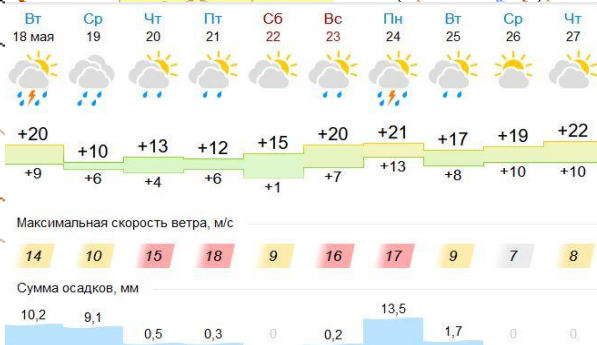 Вт Ср Чт Пт Сб Вс Пн Вт Ср Чт
18 мая 19 20 21 22 23 24 25 26 27
+20 +10 +13 +12 +15 +20 +21 +17 +19 +22
+9 +6 +4 +6 +1 +7 +13 +8 +10 +10
Максимальная скорость ветра, м/с
14 10 15 18 9 16 17 9 7 8
Сумма осадков, мм
10,2 9,1 0,5 0,3 0 0,2 13,5 1,7 0 0